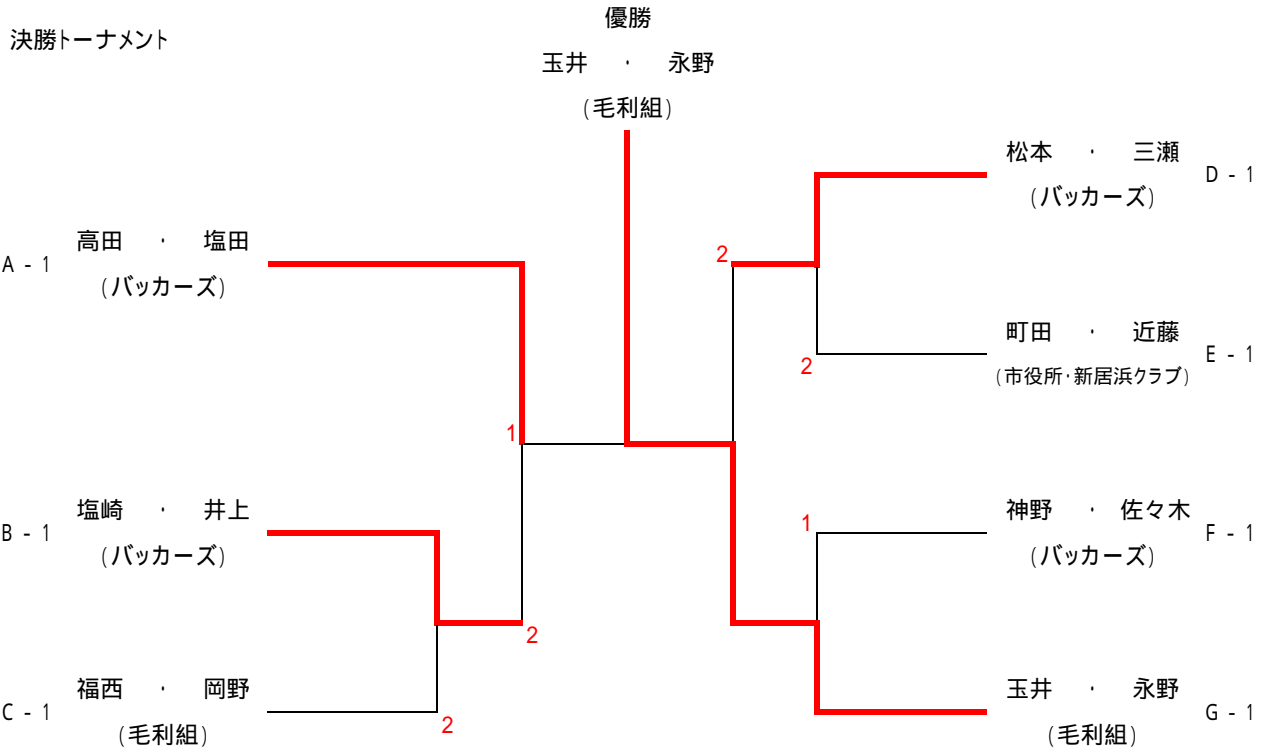 決勝トーナメント
優勝
玉井 ・ 永野
(毛利組)
A - 1
高田 ・ 塩田
(バッカーズ)
B - 1
塩崎 ・ 井上
(バッカーズ)
C - 1
福西 ・ 岡野
(毛利組)
1
2
2
松本 ・ 三瀬
(バッカーズ)
D - 1
2
町田 ・ 近藤
(市役所・新居浜クラブ)
E - 1
2
神野 ・ 佐々木
(バッカーズ)
F - 1
1
玉井 ・ 永野
(毛利組)
G - 1